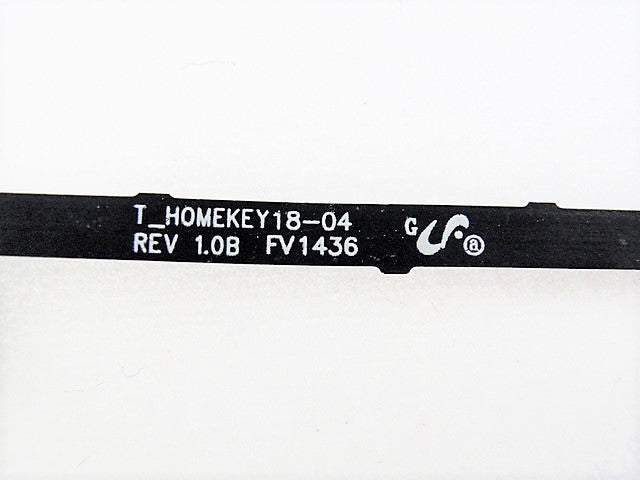 T_HOMEKEY18-04
REV 1.0B FV1436
G
a